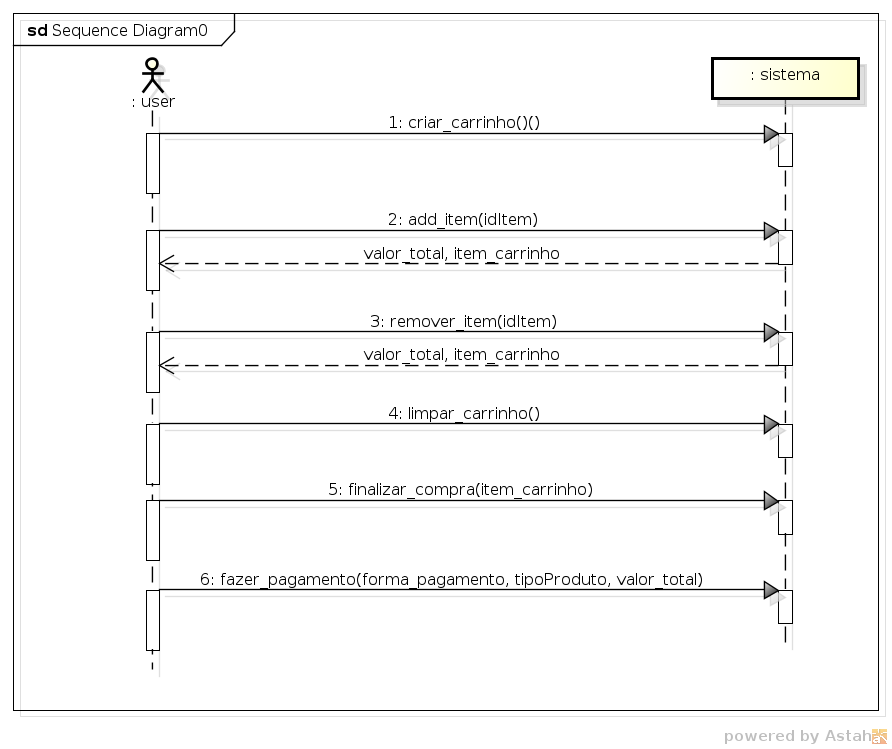 sd Sequence Diagram0
: user
: sistema
1: criar_carrinho()()
2: add_item(idItem)
valor_total, item_carrinho
3: remover_item(idItem)
valor_total, item_carrinho
4: limpar_carrinho()
5: finalizar_compra(item_carrinho)
6: fazer_pagamento(forma_pagamento, tipoProduto, valor_total)
powered by Astah